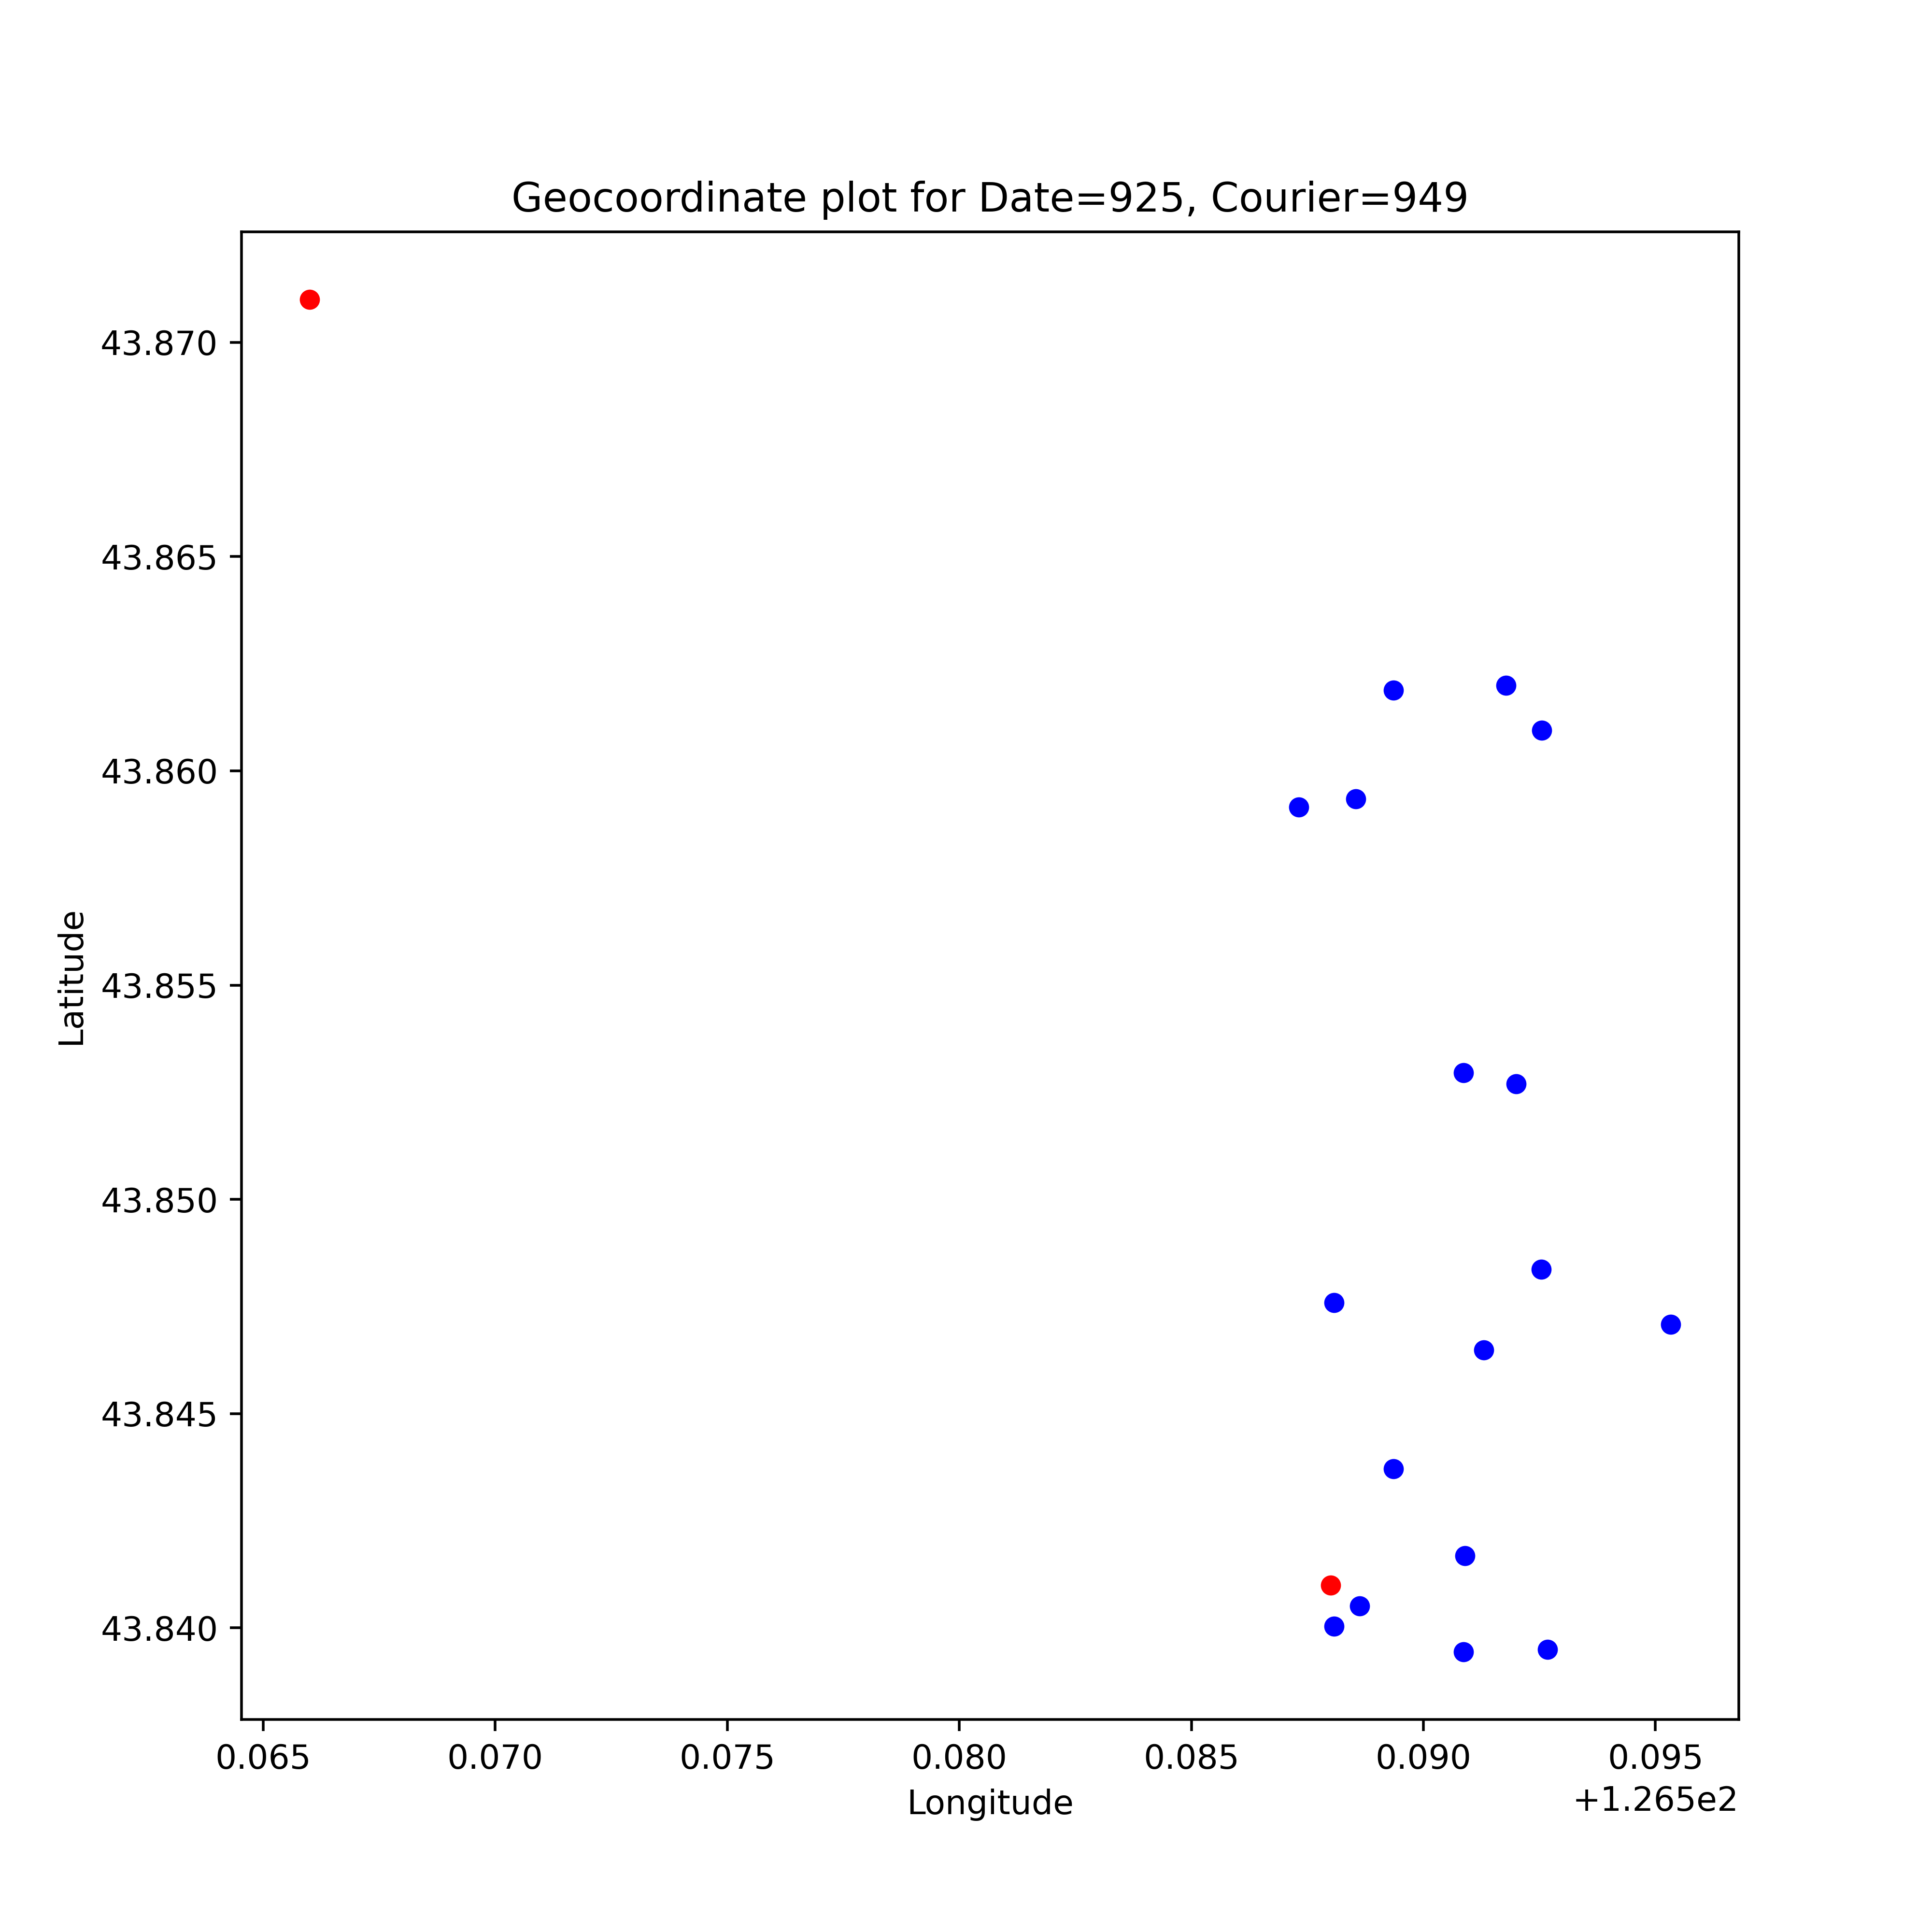 Geocoordinate plot for Date=925, Courier=949
43.870
43.865
43.860
43.855
43.850
43.845
43.840
Latitude
0.065 0.070 0.075 0.080 0.085 0.090 0.095
Longitude
+1.265e2